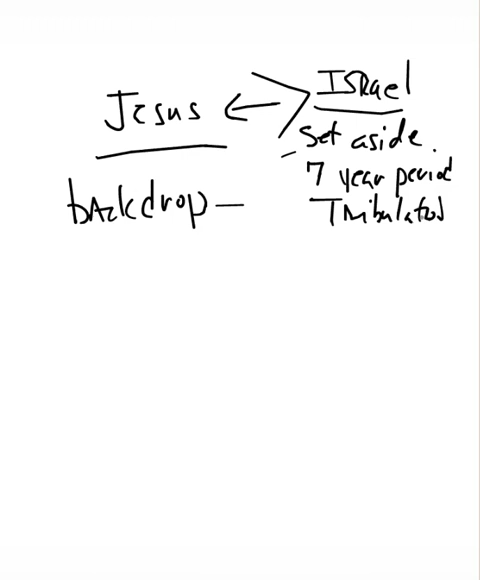 Jesus
backdrop —
ISRael
Set aside.
7 year period
Tribulation